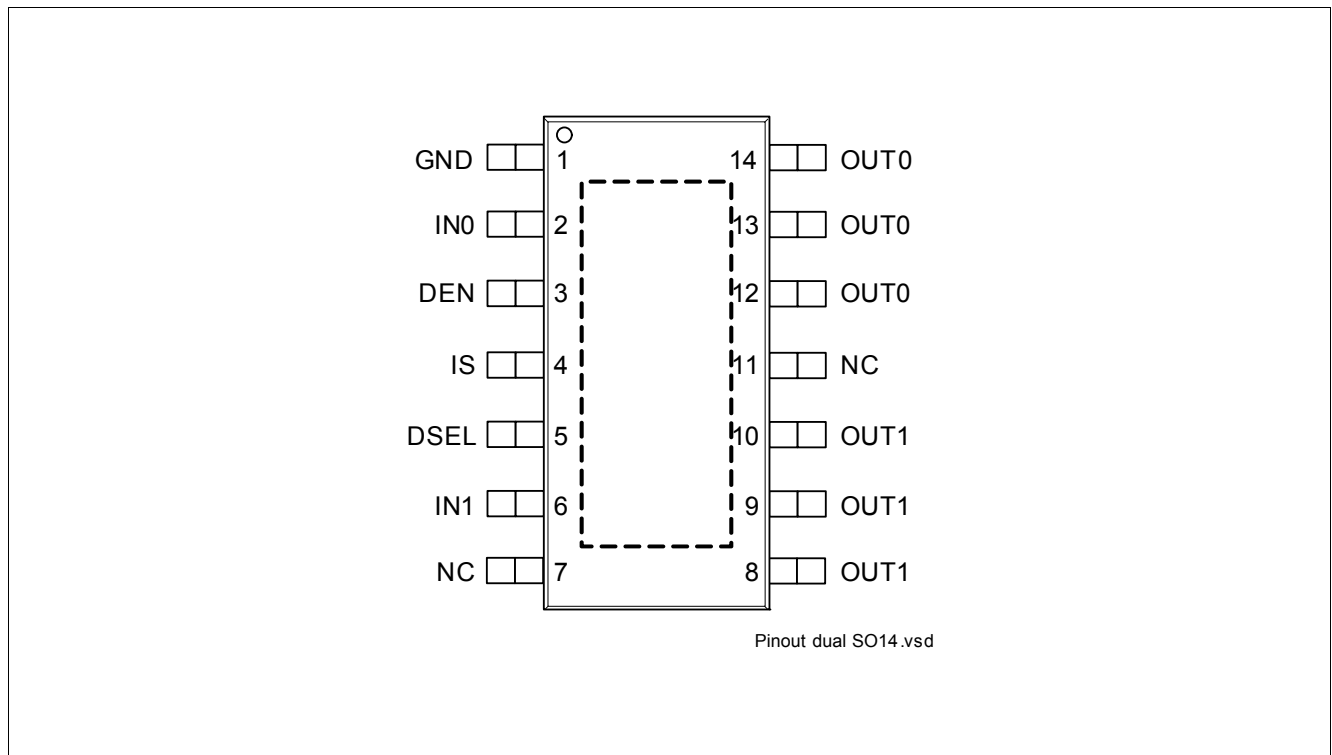 GND 1 14 OUT0
IN0 2 13 OUT0
DEN 3 12 OUT0
IS 4 11 NC
DSEL 5 10 OUT1
IN1 6 9 OUT1
NC 7 8 OUT1
Pinout dual SO14.vsd